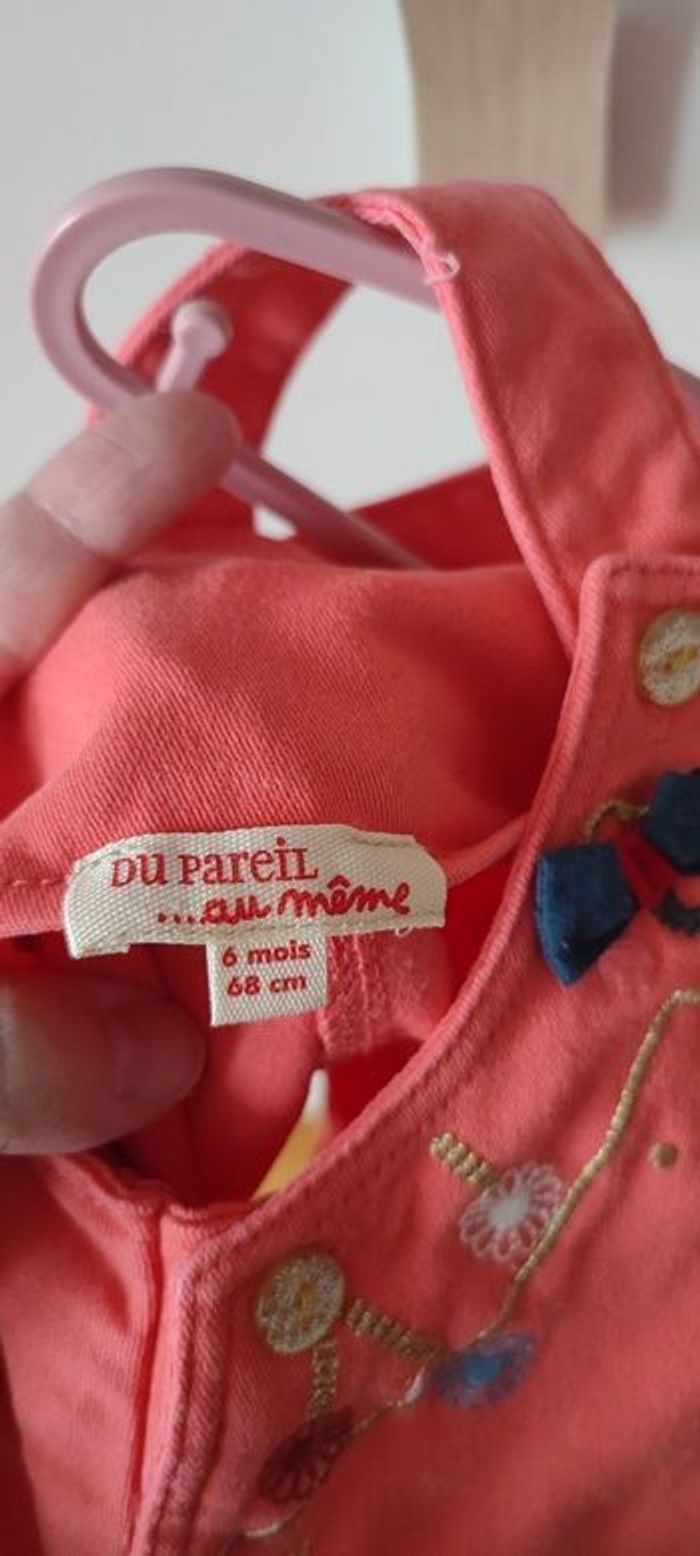 DU Pareil
....au même
6 mois
68 cm